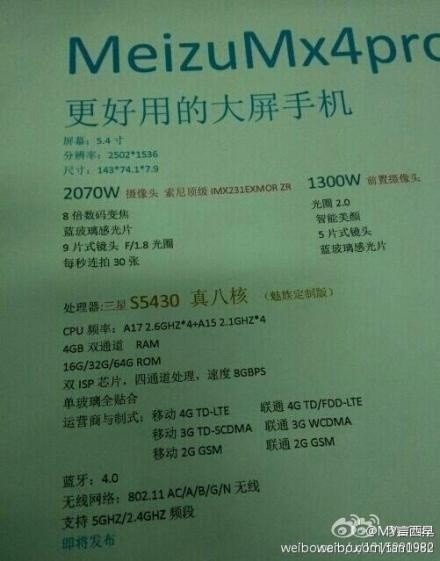 MeizuMx4pro
更好用的大屏手机
屏幕：5.4 寸
分辨率：2502*1536
尺寸：143*74.1*7.9
2070W 摄像头 索尼顶级 IMX231EXMOR ZR
1300W 前置摄像头
8 倍数码变焦
蓝玻璃感光片
9 片式镜头 F/1.8 光圈
每秒连拍 30 张
光圈 2.0
智能美颜
5 片式镜头
蓝玻璃感光片
处理器:三星 S5430 真八核 （魅族定制版）
CPU 频率：A17 2.6GHZ*4+A15 2.1GHZ*4
4GB 双通道 RAM
16G/32G/64G ROM
双 ISP 芯片，四通道处理，速度 8GBPS
单玻璃全贴合
运营商与制式：移动 4G TD-LTE 联通 4G TD/FDD-LTE
移动 3G TD-SCDMA 联通 3G WCDMA
移动 2G GSM 联通 2G GSM
蓝牙：4.0
无线网络：802.11 AC/A/B/G/N 无线
支持 5GHZ/2.4GHZ 频段
即将发布